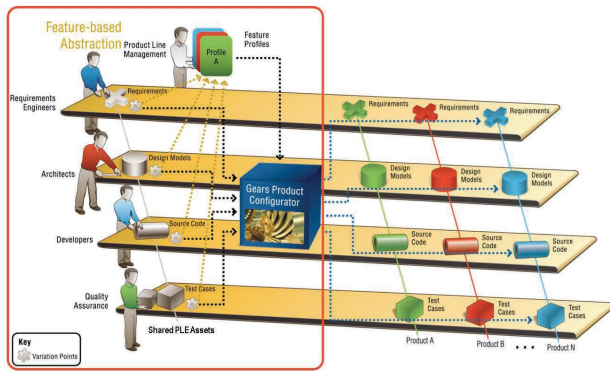 Feature-based
Abstraction
Product Line
Management
Profile
A
Feature
Profiles
Requirements
Engineers
Requirements
Requirements
Requirements
Requirements
Architects
Design Models
Gears Product
Configurator
Design
Models
Design
Models
Design
Models
Developers
Source Code
Source
Code
Source
Code
Source
Code
Quality
Assurance
Test Cases
Test
Cases
Test
Cases
Test
Cases
Shared PLE Assets
Product A
Product B
• • •
Product N
Key
Variation Points